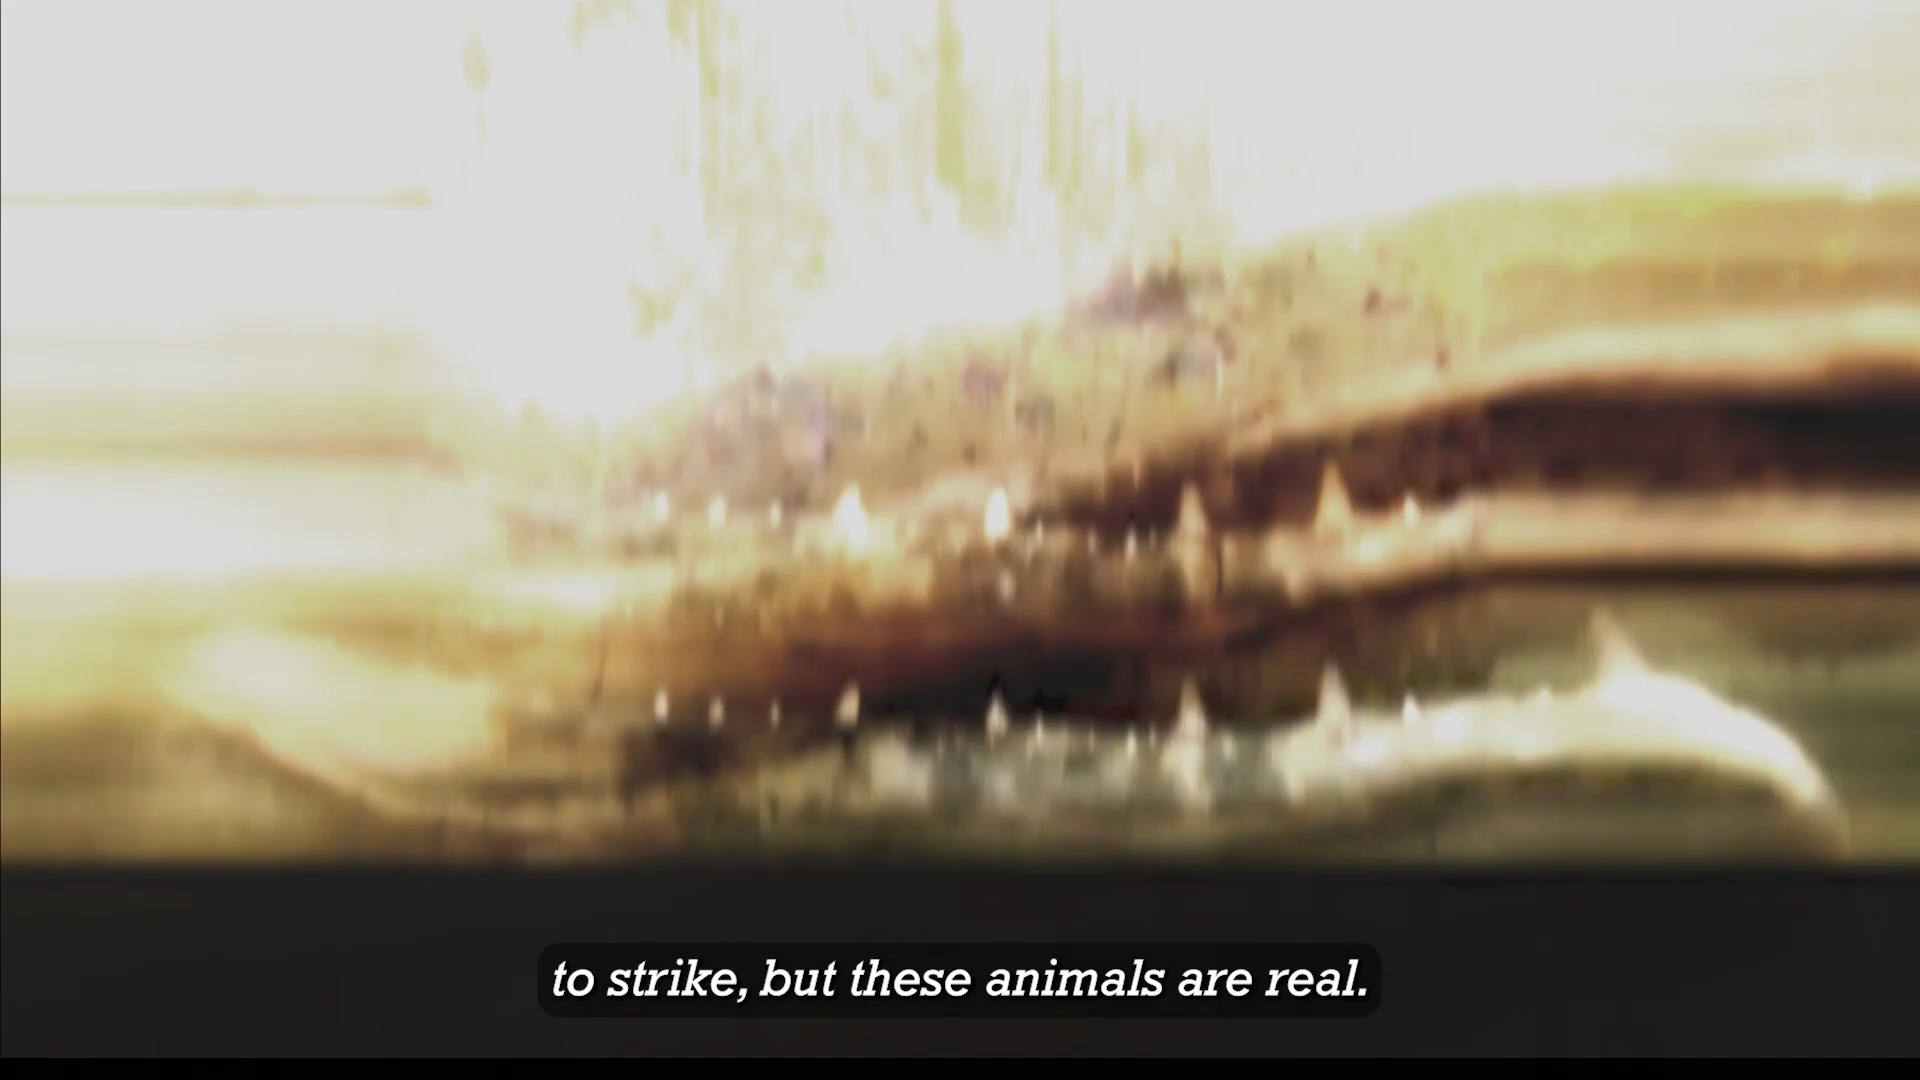 to strike, but these animals are real.